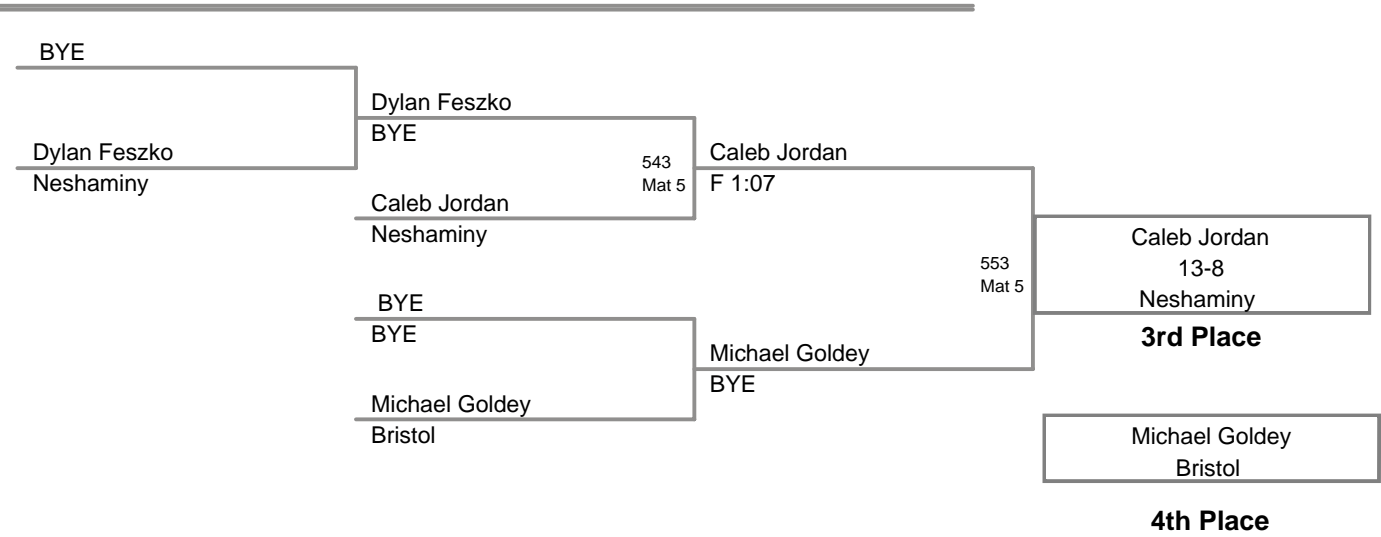 BYE
Dylan Feszko
Neshaminy
Dylan Feszko
BYE
543
Mat 5
Caleb Jordan
Neshaminy
BYE
BYE
Michael Goldey
Bristol
Caleb Jordan
F 1:07
553
Mat 5
Michael Goldey
BYE
Caleb Jordan
13-8
Neshaminy
3rd Place
Michael Goldey
Bristol
4th Place